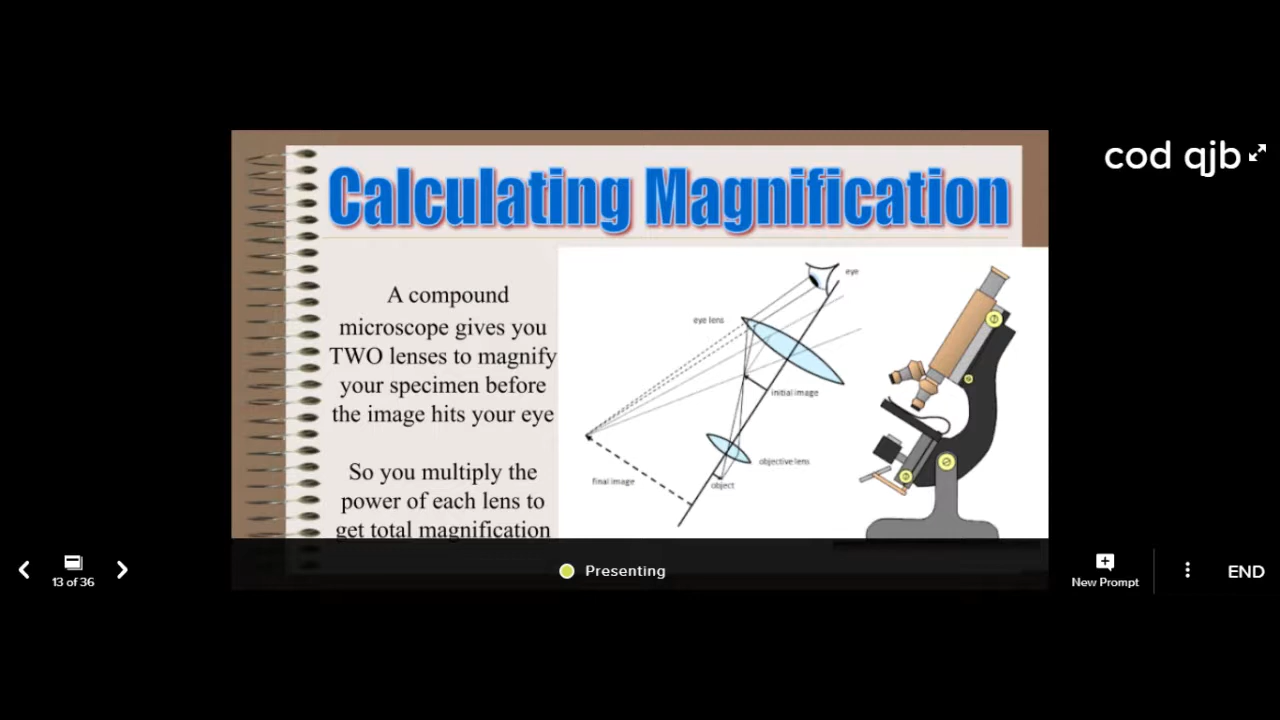 cod qjb
Calculating Magnification
A compound
microscope gives you
TWO lenses to magnify
your specimen before
the image hits your eye
So you multiply the
power of each lens to
get total magnification
eye
eye lens
initial image
objective lens
final image
object
13 of 36
Presenting
New Prompt
END